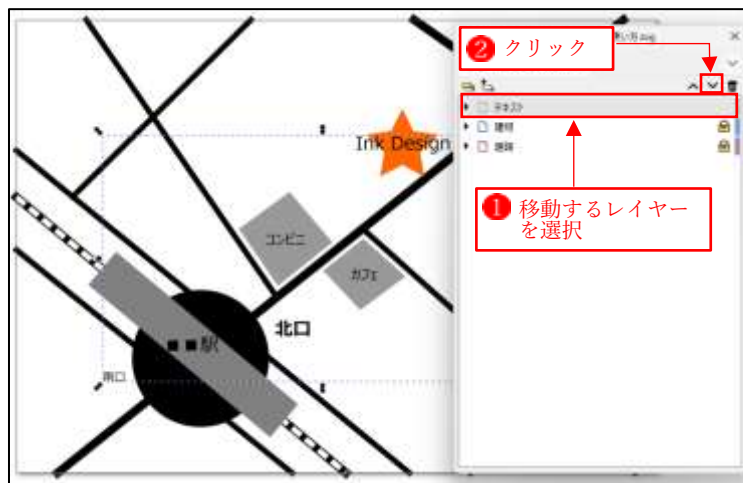 ❷ クリック
テキスト
建物
道路
❶ 移動するレイヤー
を選択
Ink Design
コンビニ
カフェ
北口
■■駅
南口